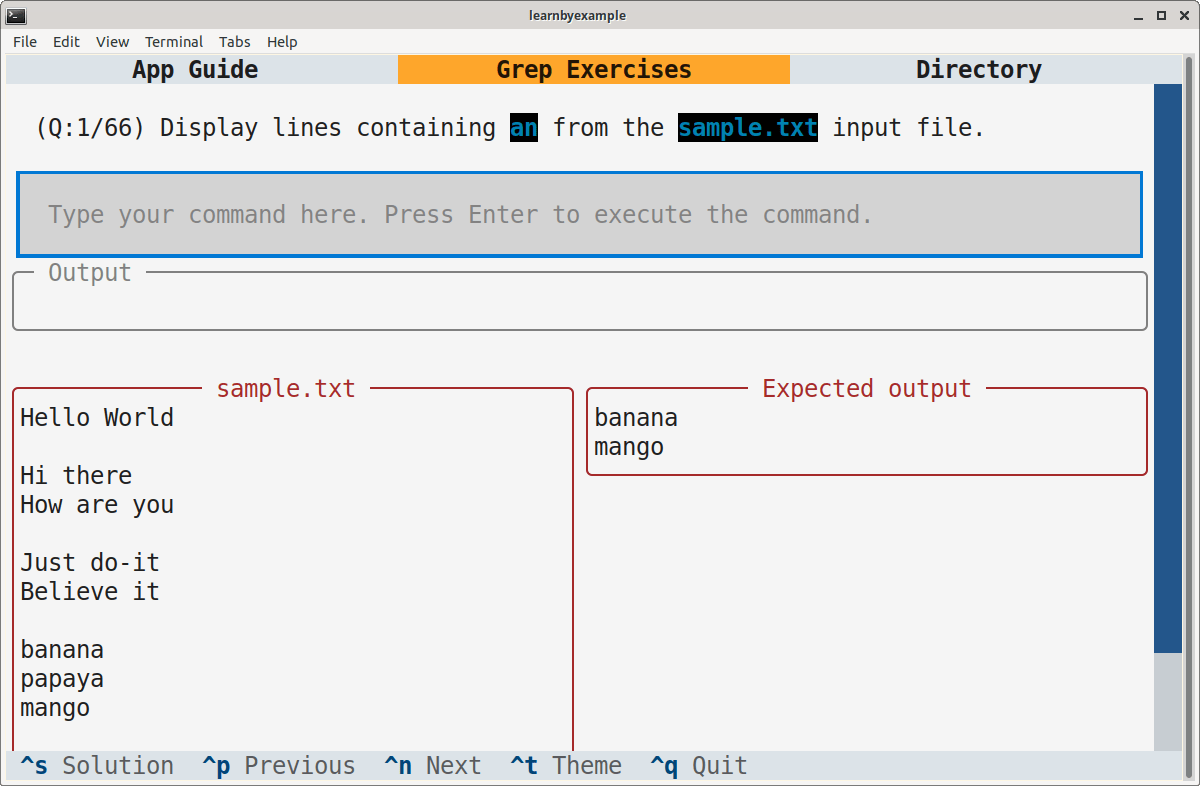 learnbyexample
File Edit View Terminal Tabs Help
App Guide Grep Exercises Directory
(Q:1/66) Display lines containing an from the sample.txt input file.
Type your command here. Press Enter to execute the command.
Output
sample.txt
Hello World
Hi there
How are you
Just do-it
Believe it
banana
papaya
mango
Expected output
banana
mango
^s Solution ^p Previous ^n Next ^t Theme ^q Quit